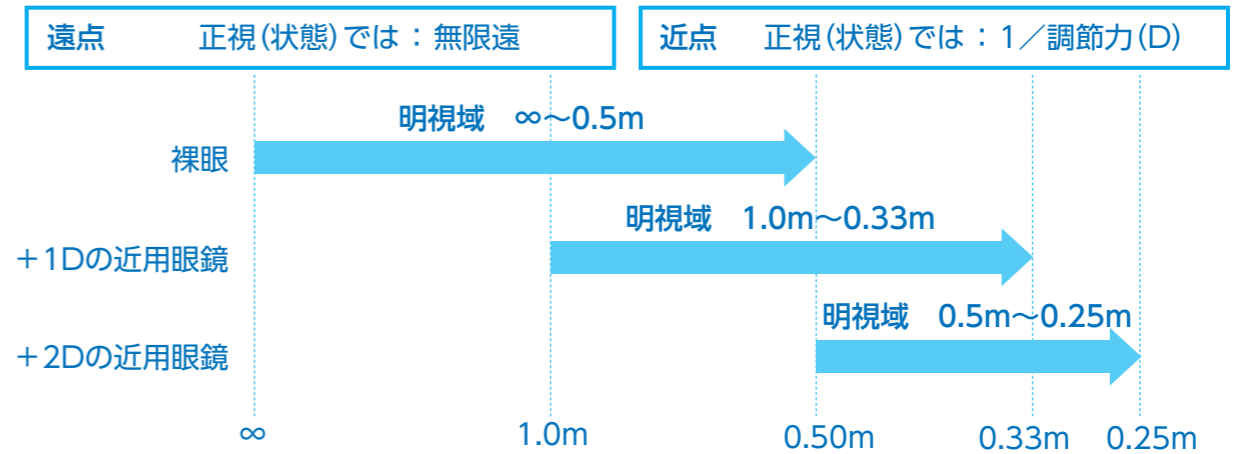 遠点 正視(状態)では:無限遠
近点 正視(状態)では:1/調節力(D)
明視域 ∞~0.5m
裸眼
明視域 1.0m~0.33m
+1Dの近用眼鏡
明視域 0.5m~0.25m
+2Dの近用眼鏡
∞ 1.0m 0.50m 0.33m 0.25m